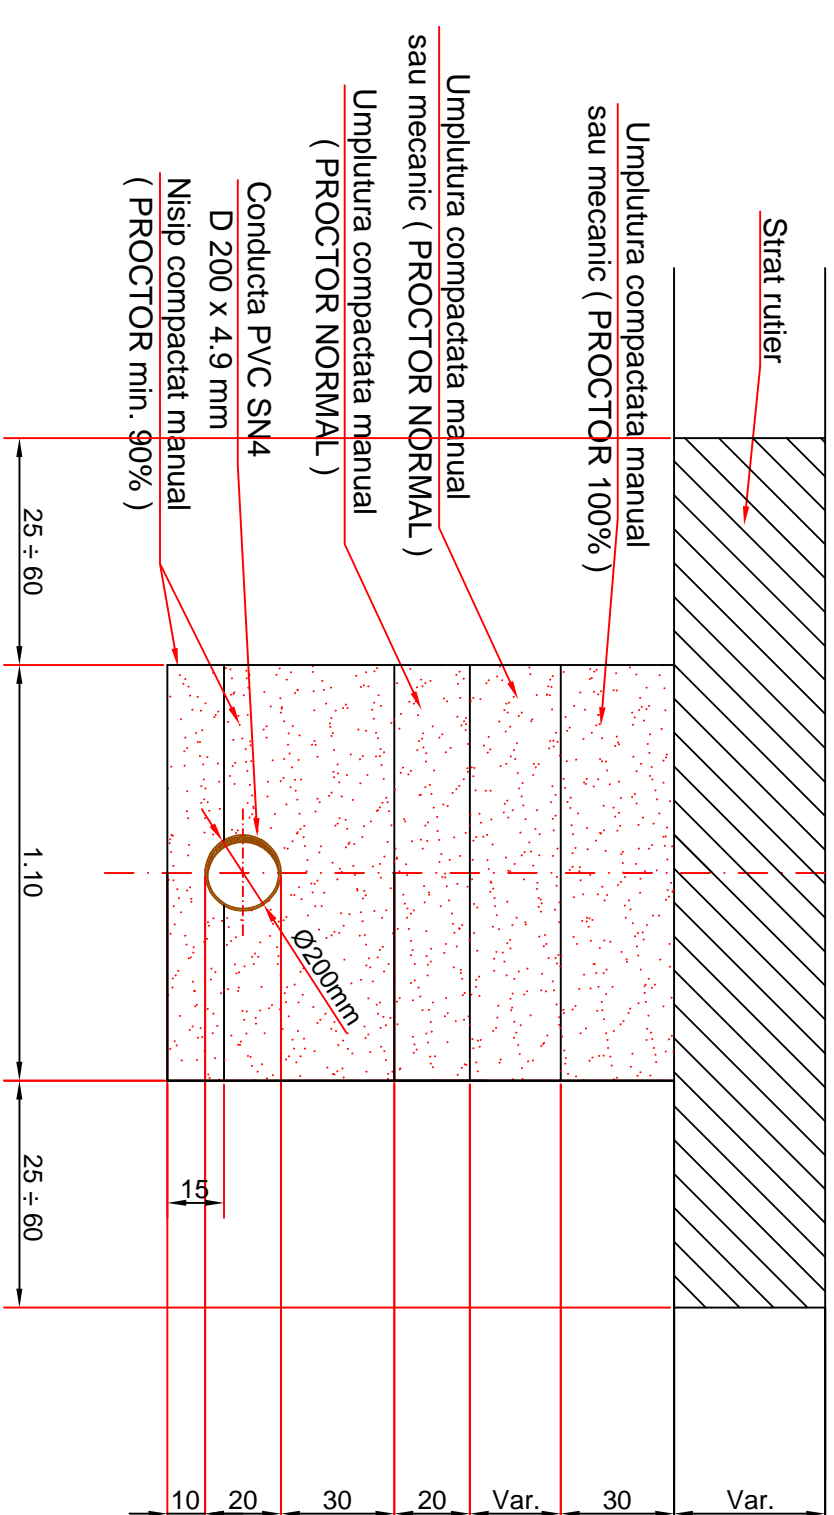 Strat rutier
Umplutura compactata manual
sau mecanic ( PROCTOR 100% )
Umplutura compactata manual
sau mecanic ( PROCTOR NORMAL )
Umplutura compactata manual
( PROCTOR NORMAL )
Conducta PVC SN4
D 200 x 4.9 mm
Nisip compactat manual
( PROCTOR min. 90% )
Ø200mm
25 ÷ 60
1.10
25 ÷ 60
15
10
20
30
20
Var.
30
Var.